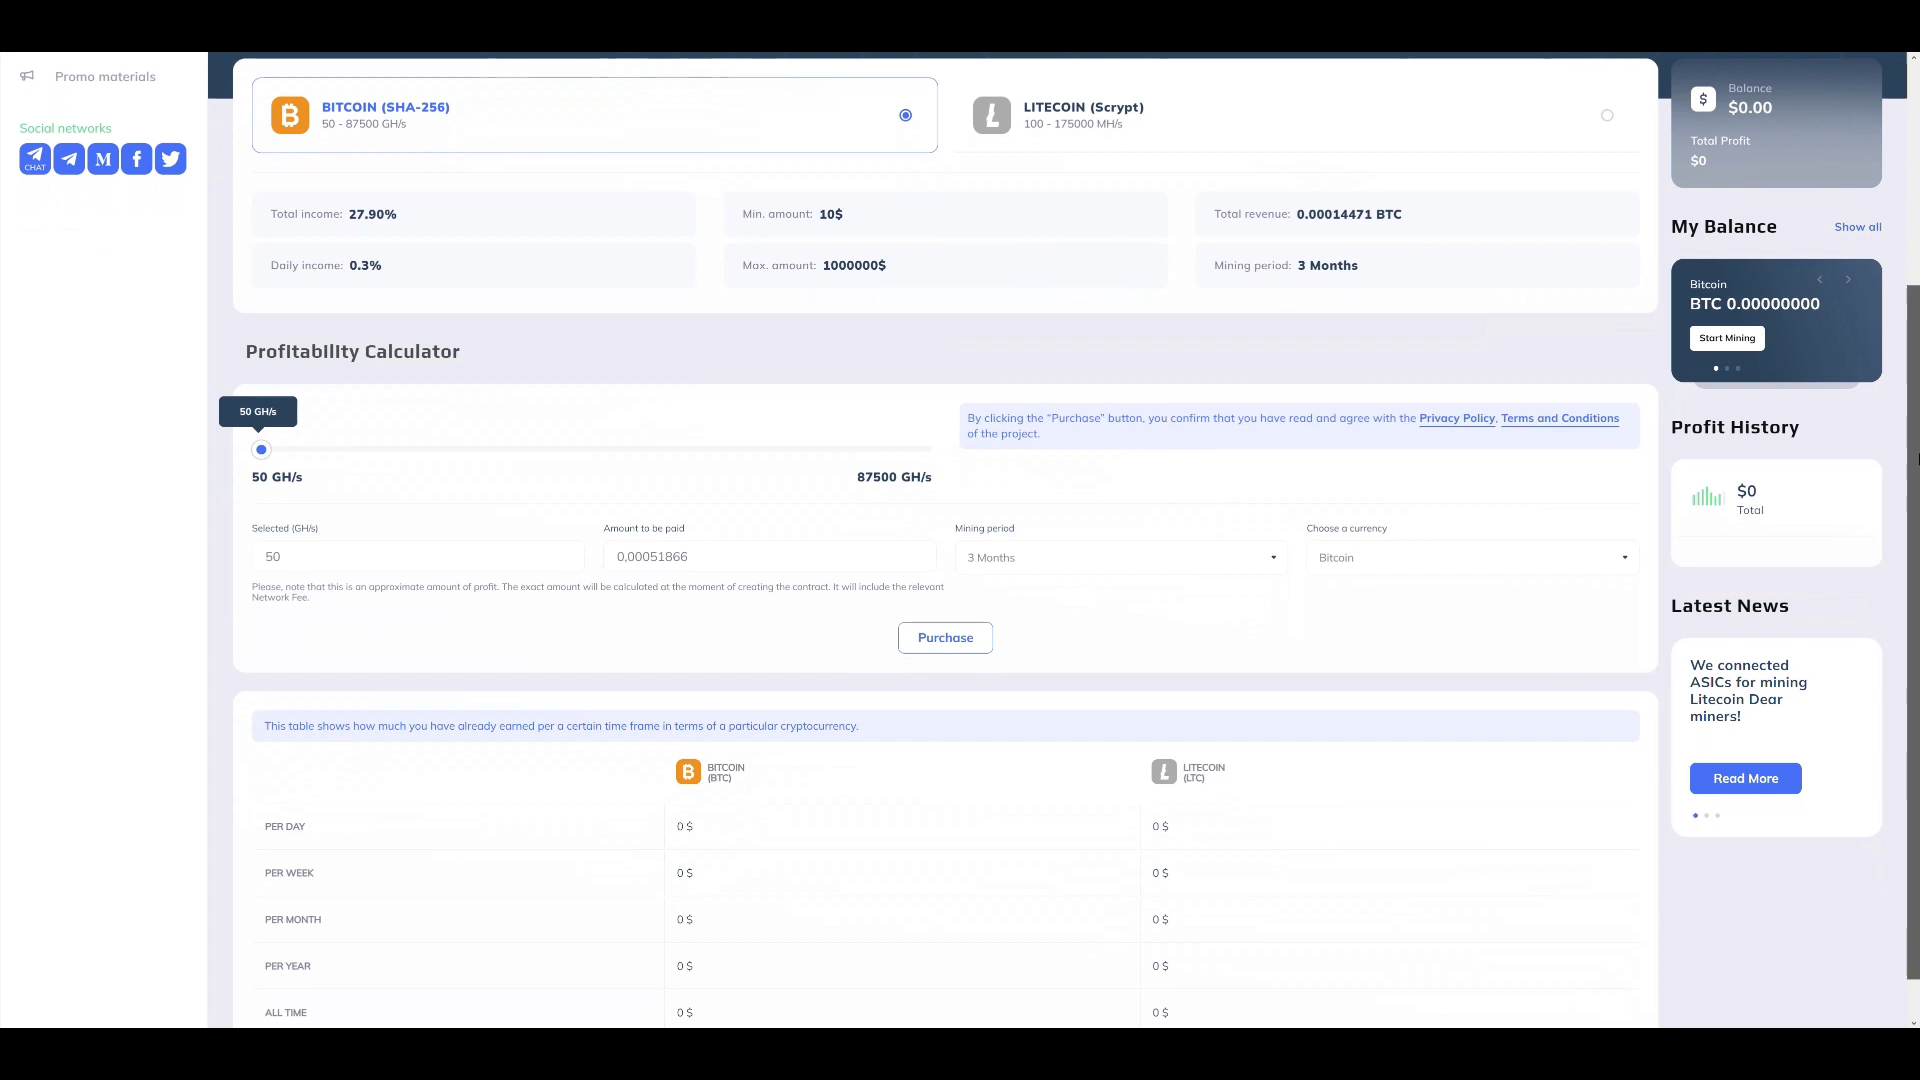 Promo materials
Social networks
CHAT
BITCOIN (SHA-256)
50 - 87500 GH/s
LITECOIN (Scrypt)
100 - 175000 MH/s
Total income: 27.90%
Min. amount: 10$
Total revenue: 0.00014471 BTC
Daily income: 0.3%
Max. amount: 1000000$
Mining period: 3 Months
Profitability Calculator
50 GH/s
50 GH/s
87500 GH/s
By clicking the “Purchase” button, you confirm that you have read and agree with the Privacy Policy, Terms and Conditions
of the project.
Selected (GH/s)
Amount to be paid
Mining period
Choose a currency
50
0,00051866
3 Months
Bitcoin
Please, note that this is an approximate amount of profit. The exact amount will be calculated at the moment of creating the contract. It will include the relevant
Network Fee.
Purchase
This table shows how much you have already earned per a certain time frame in terms of a particular cryptocurrency.
BITCOIN
(BTC)
LITECOIN
(LTC)
PER DAY 0 $ 0 $
PER WEEK 0 $ 0 $
PER MONTH 0 $ 0 $
PER YEAR 0 $ 0 $
ALL TIME 0 $ 0 $
$
Balance
$0.00
Total Profit
$0
My Balance
Show all
Bitcoin
BTC 0.00000000
Start Mining
Profit History
$0
Total
Latest News
We connected
ASICs for mining
Litecoin Dear
miners!
Read More